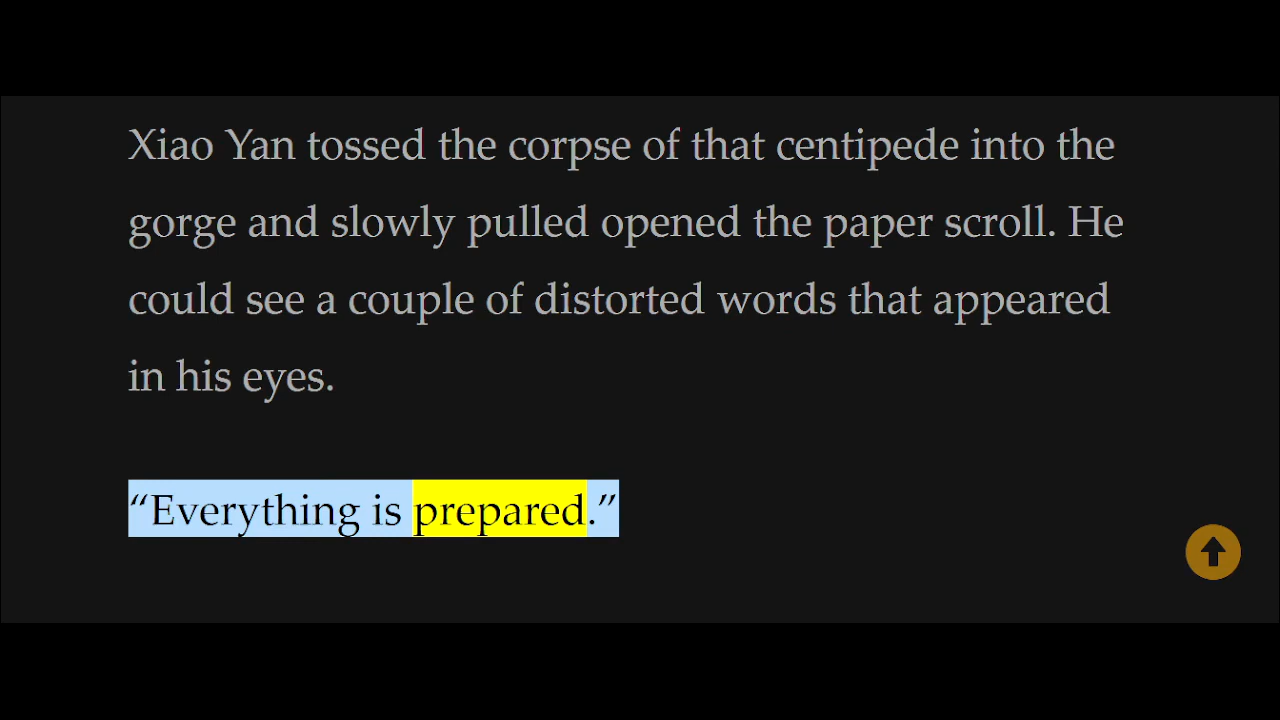 Xiao Yan tossed the corpse of that centipede into the
gorge and slowly pulled opened the paper scroll. He
could see a couple of distorted words that appeared
in his eyes.
“Everything is prepared.”